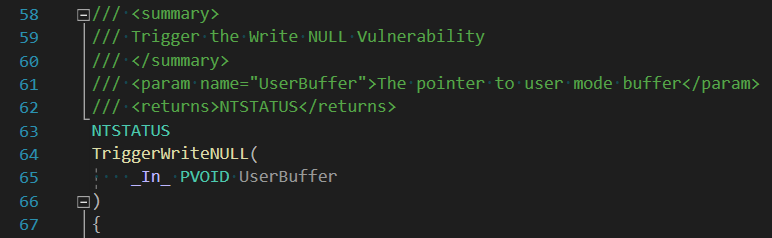 58 /// <summary>
59 /// Trigger the Write NULL Vulnerability
60 /// </summary>
61 /// <param name="UserBuffer">The pointer to user mode buffer</param>
62 /// <returns>NTSTATUS</returns>
63 NTSTATUS
64 TriggerWriteNULL(
65 _In_ PVOID UserBuffer
66 )
67 {